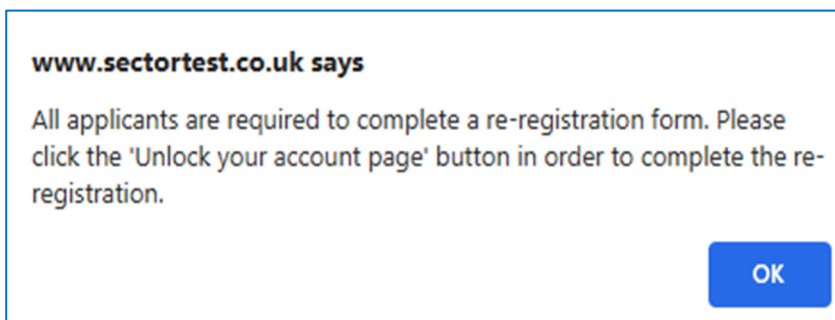 www.sectortest.co.uk says
All applicants are required to complete a re-registration form. Please
click the 'Unlock your account page' button in order to complete the re-
registration.
OK